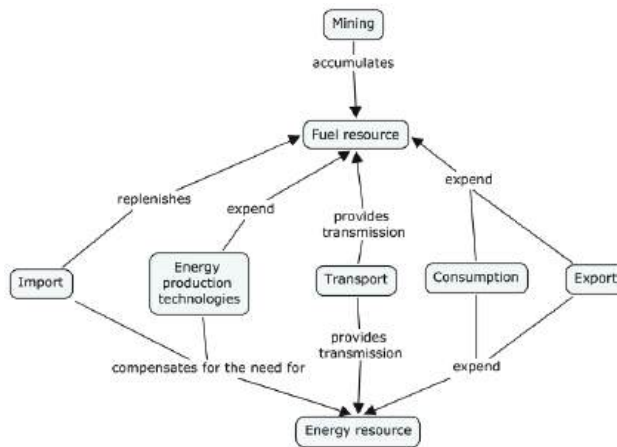 Mining
accumulates
Fuel resource
replenishes
expend
expend
provides
transmission
Import
Energy
production
technologies
Transport
Consumption
Export
provides
transmission
compensates for the need for
expend
Energy resource